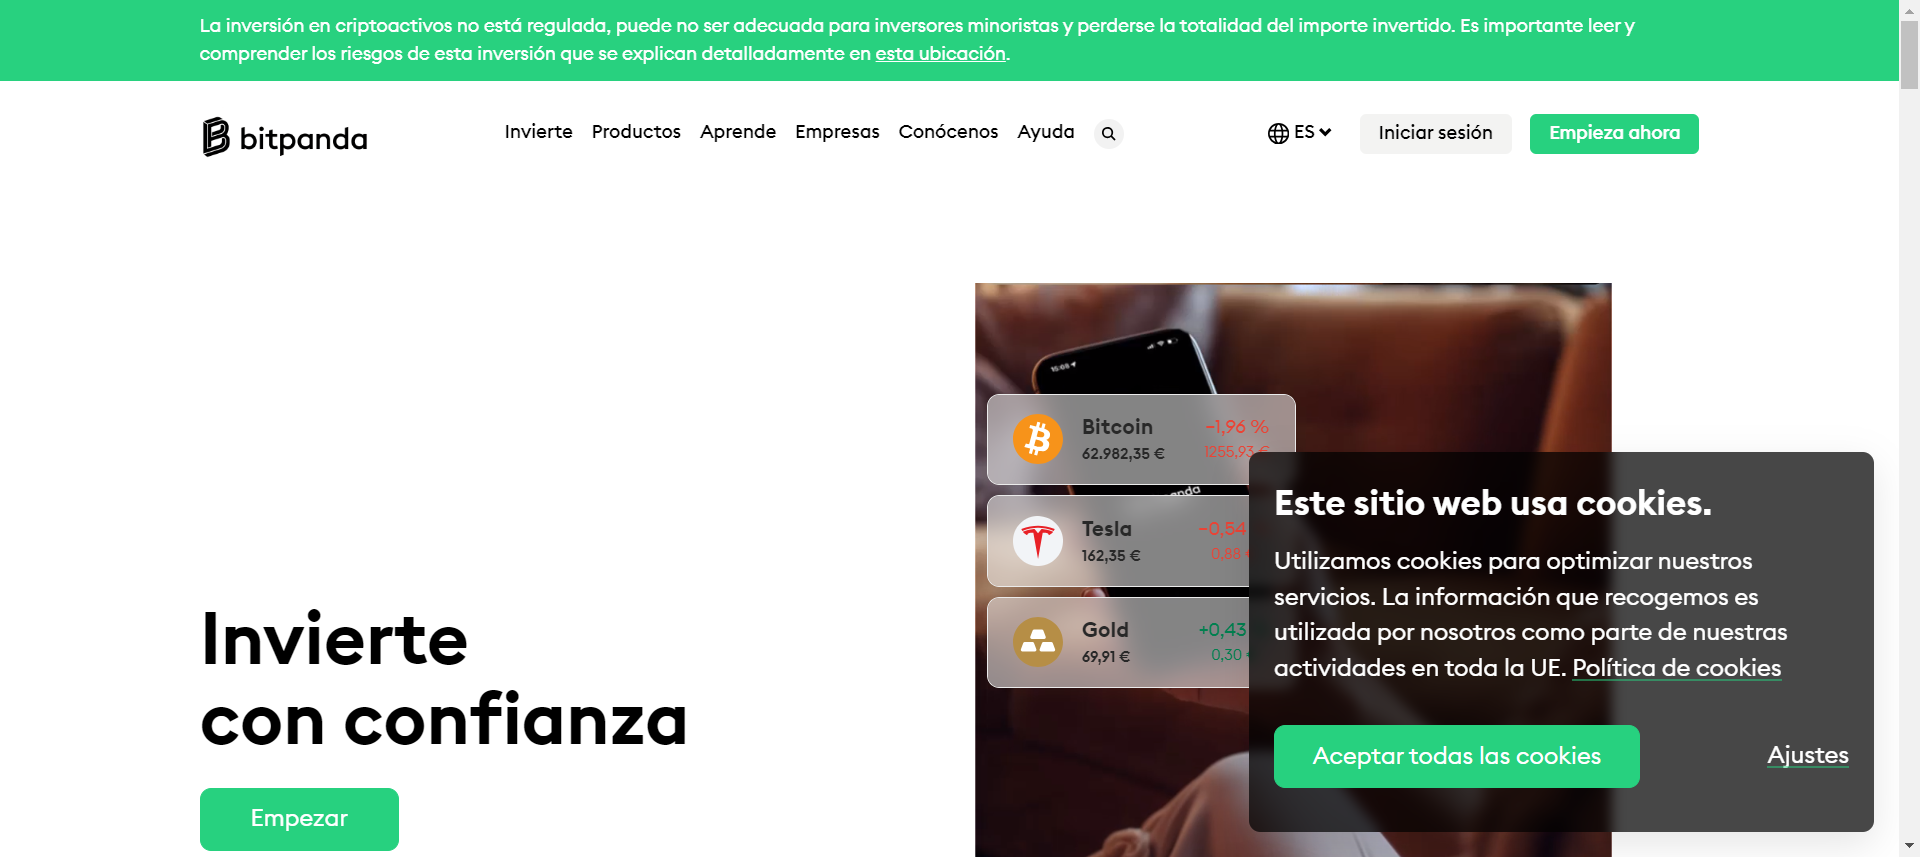 La inversión en criptoactivos no está regulada, puede no ser adecuada para inversores minoristas y perderse la totalidad del importe invertido. Es importante leer y
comprender los riesgos de esta inversión que se explican detalladamente en esta ubicación.
bitpanda
Invierte Productos Aprende Empresas Conócenos Ayuda
ES
Iniciar sesión
Empieza ahora
15:08
Bitcoin −1,96 %
62.982,35 € 1255,93 €
Tesla −0,54
162,35 € 0,88
Gold +0,43
69,91 € 0,30
Invierte
con confianza
Empezar
Este sitio web usa cookies.
Utilizamos cookies para optimizar nuestros
servicios. La información que recogemos es
utilizada por nosotros como parte de nuestras
actividades en toda la UE. Política de cookies
Aceptar todas las cookies
Ajustes